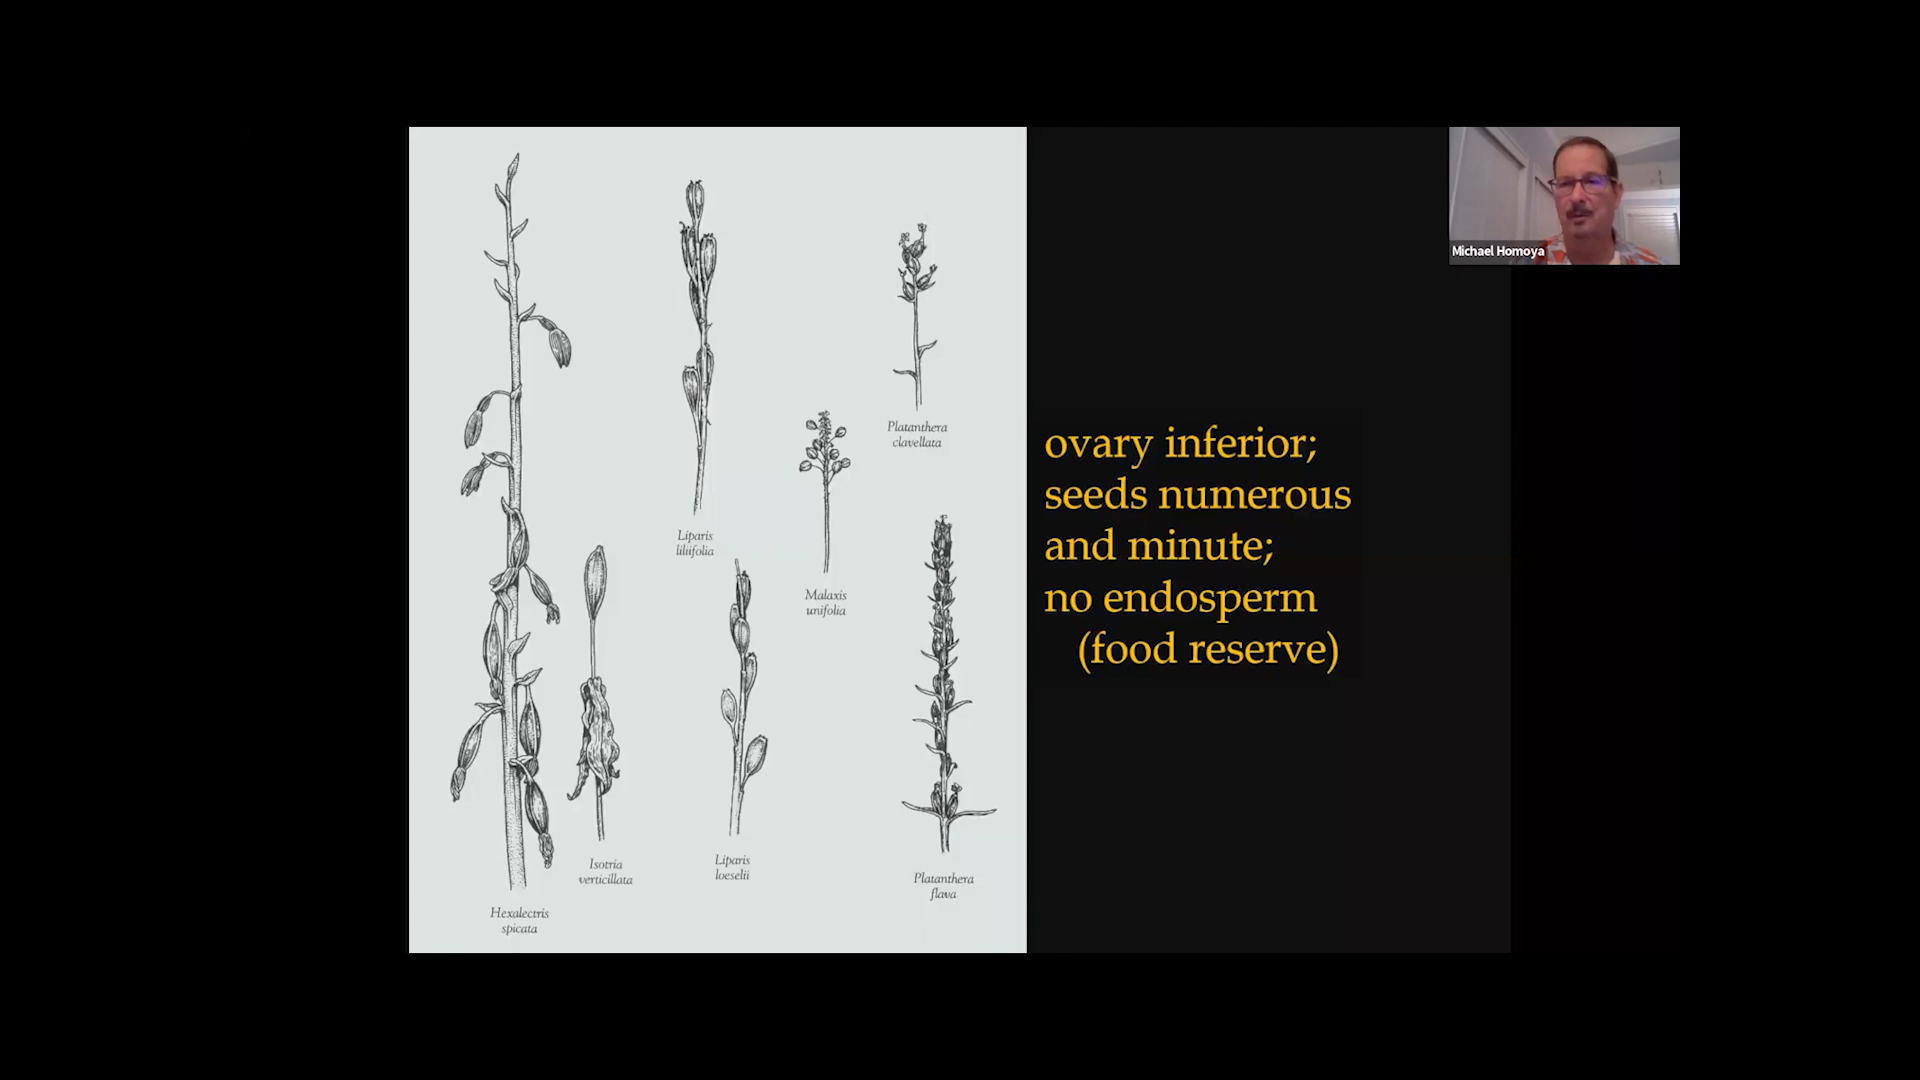 Michael Homoya
Platanthera
clavellata
Liparis
liliifolia
Malaxis
unifolia
Isotria
verticillata
Liparis
loeselii
Platanthera
flava
Hexalectris
spicata
ovary inferior;
seeds numerous
and minute;
no endosperm
(food reserve)